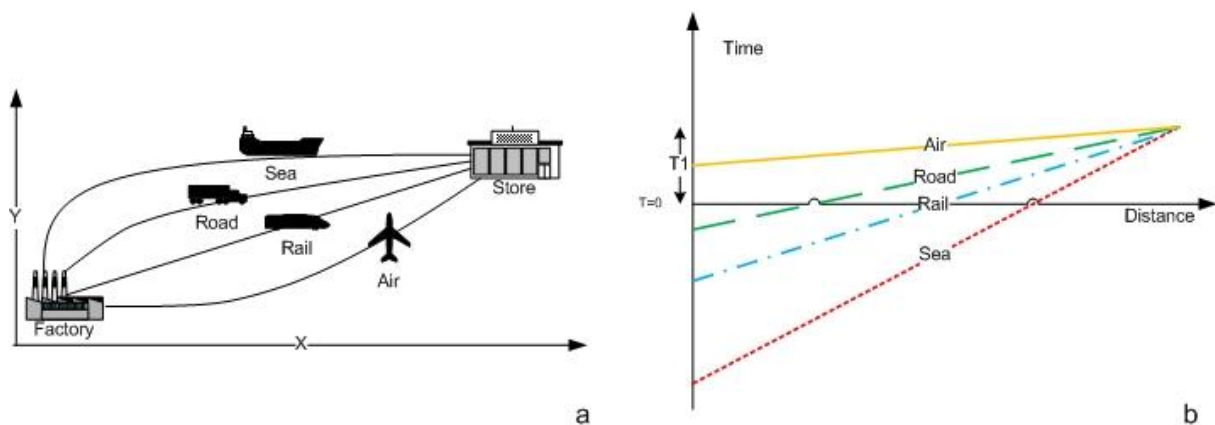 Sea
Store
Y
Road
Rail
Air
Factory
X
a
Time
T1
Air
Road
T=0
Rail
Distance
Sea
b